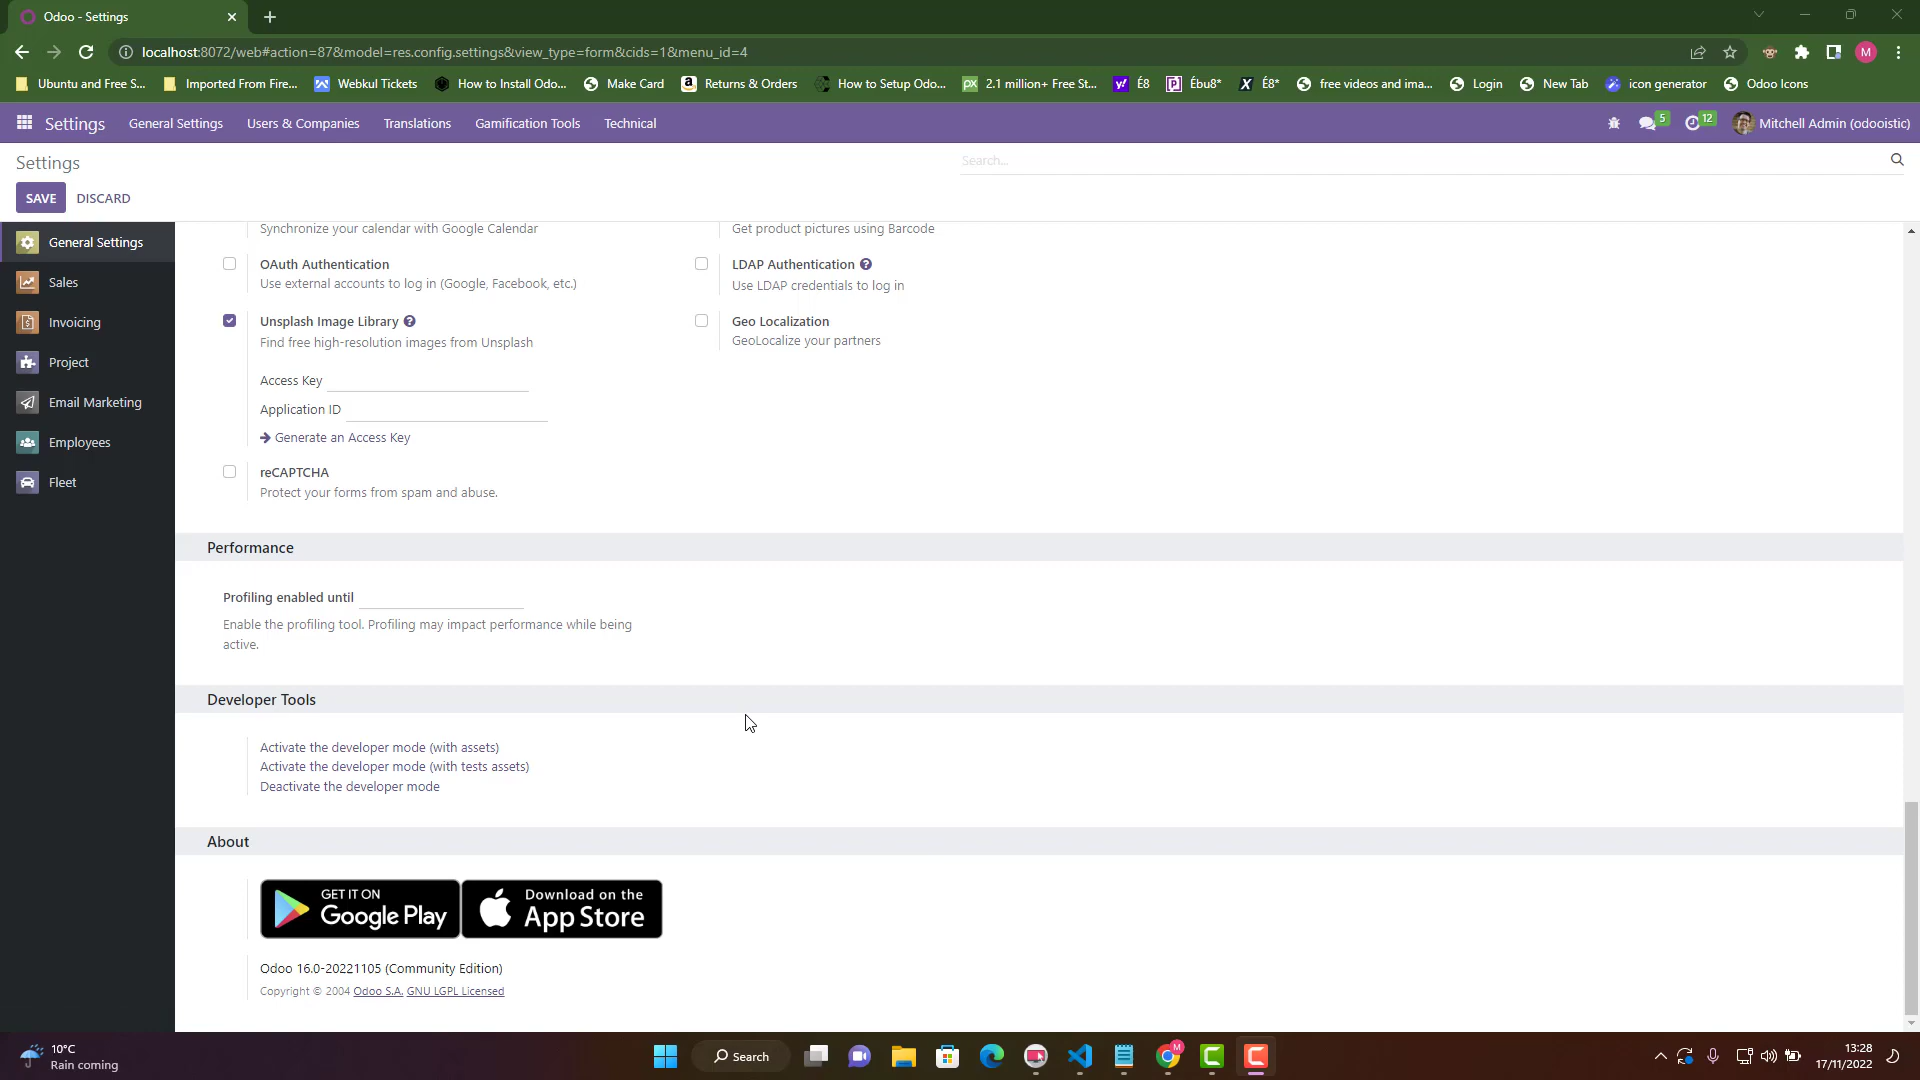 Odoo - Settings
localhost:8072/web#action=87&model=res.config.settings&view_type=form&cids=1&menu_id=4
M
Ubuntu and Free S...
Imported From Fire...
Webkul Tickets
How to Install Odo...
Make Card
Returns & Orders
How to Setup Odo...
2.1 million+ Free St...
É8
Ébu8*
É8*
free videos and ima...
Login
New Tab
icon generator
Odoo Icons
Settings
General Settings
Users & Companies
Translations
Gamification Tools
Technical
5
12
Mitchell Admin (odooistic)
Settings
Search...
SAVE
DISCARD
General Settings
Sales
Invoicing
Project
Email Marketing
Employees
Fleet
Synchronize your calendar with Google Calendar
Get product pictures using Barcode
OAuth Authentication
Use external accounts to log in (Google, Facebook, etc.)
LDAP Authentication
Use LDAP credentials to log in
Unsplash Image Library
Find free high-resolution images from Unsplash
Geo Localization
GeoLocalize your partners
Access Key
Application ID
Generate an Access Key
reCAPTCHA
Protect your forms from spam and abuse.
Performance
Profiling enabled until
Enable the profiling tool. Profiling may impact performance while being
active.
Developer Tools
Activate the developer mode (with assets)
Activate the developer mode (with tests assets)
Deactivate the developer mode
About
GET IT ON
Google Play
Download on the
App Store
Odoo 16.0-20221105 (Community Edition)
Copyright © 2004 Odoo S.A. GNU LGPL Licensed
10°C
Rain coming
Search
M
13:28
17/11/2022